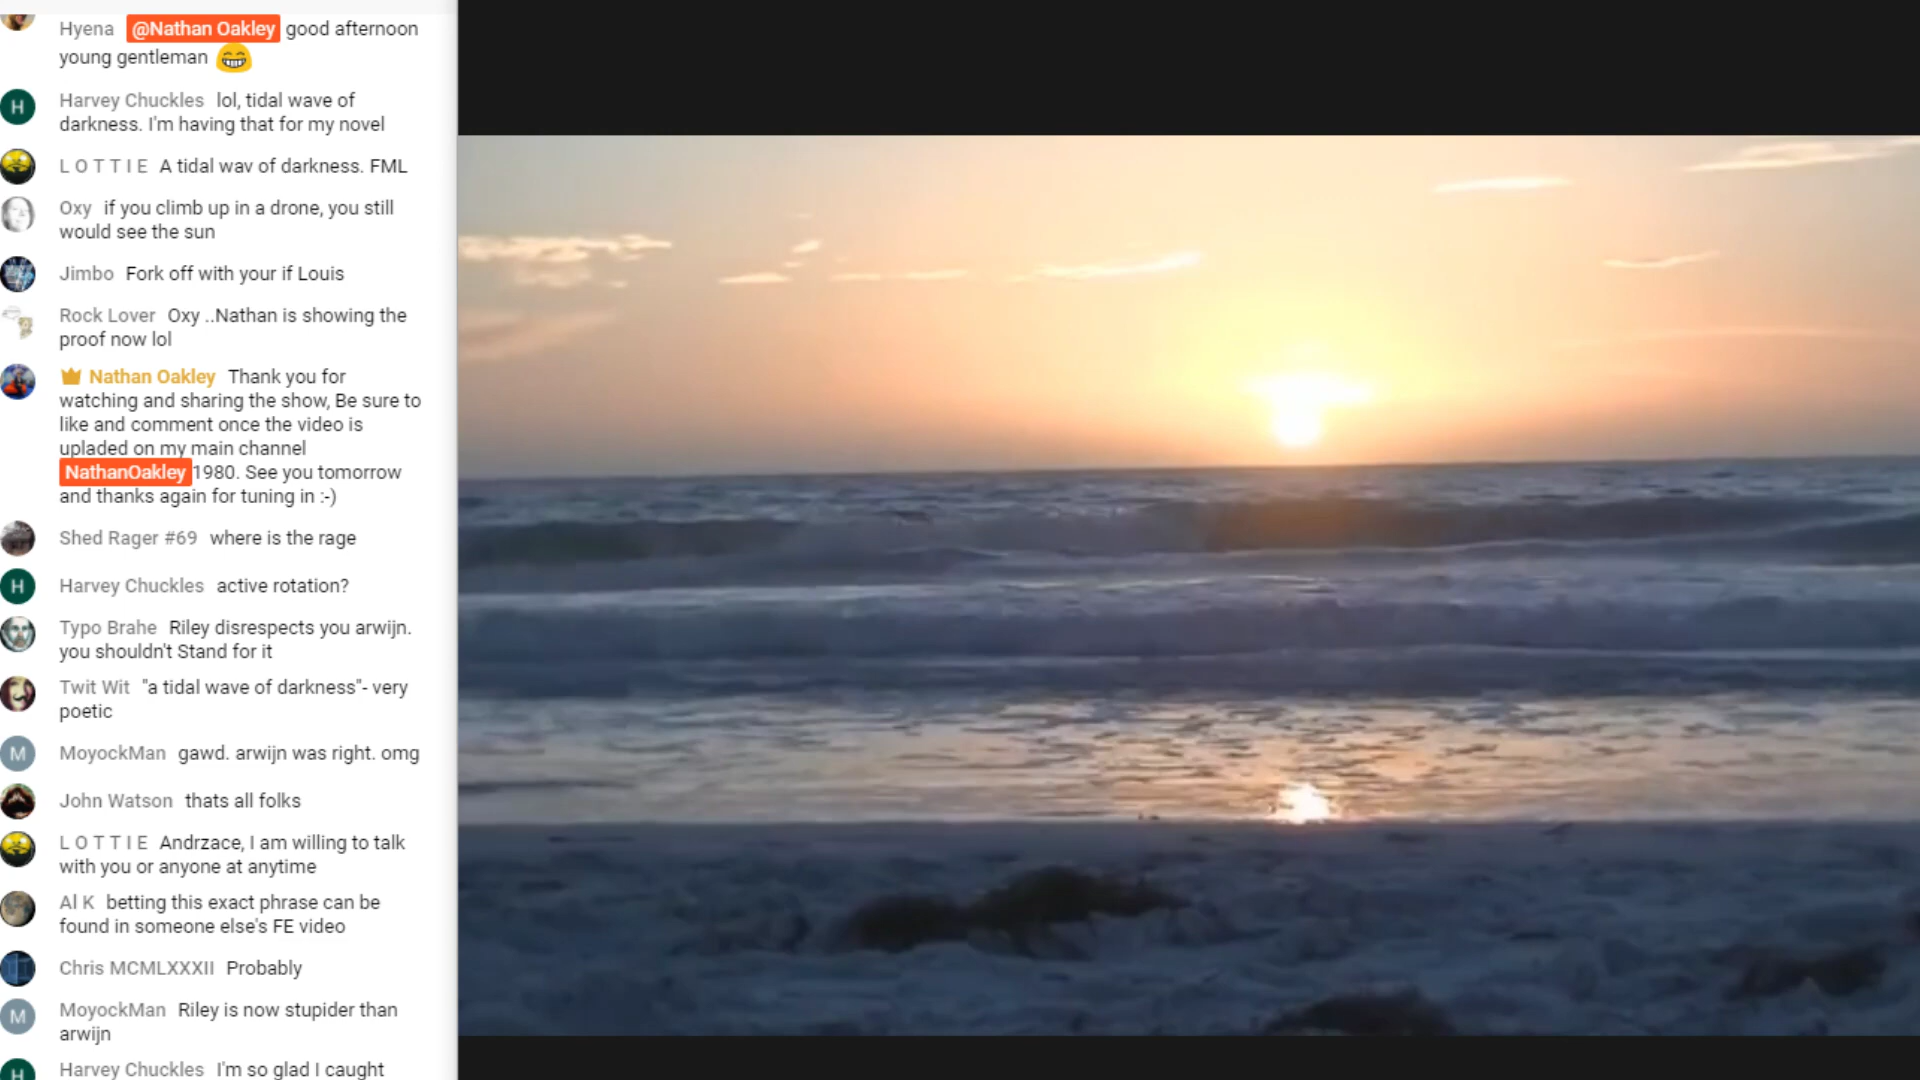 Hyena @Nathan Oakley good afternoon
young gentleman
H
Harvey Chuckles lol, tidal wave of
darkness. I'm having that for my novel
L O T T I E A tidal wav of darkness. FML
Oxy if you climb up in a drone, you still
would see the sun
Jimbo Fork off with your if Louis
Rock Lover Oxy ..Nathan is showing the
proof now lol
Nathan Oakley Thank you for
watching and sharing the show, Be sure to
like and comment once the video is
upladed on my main channel
NathanOakley 1980. See you tomorrow
and thanks again for tuning in :-)
Shed Rager #69 where is the rage
H
Harvey Chuckles active rotation?
Typo Brahe Riley disrespects you arwijn.
you shouldn't Stand for it
Twit Wit "a tidal wave of darkness"- very
poetic
M
MoyockMan gawd. arwijn was right. omg
John Watson thats all folks
L O T T I E Andrzace, I am willing to talk
with you or anyone at anytime
Al K betting this exact phrase can be
found in someone else's FE video
Chris MCMLXXXII Probably
M
MoyockMan Riley is now stupider than
arwijn
H
Harvey Chuckles I'm so glad I caught